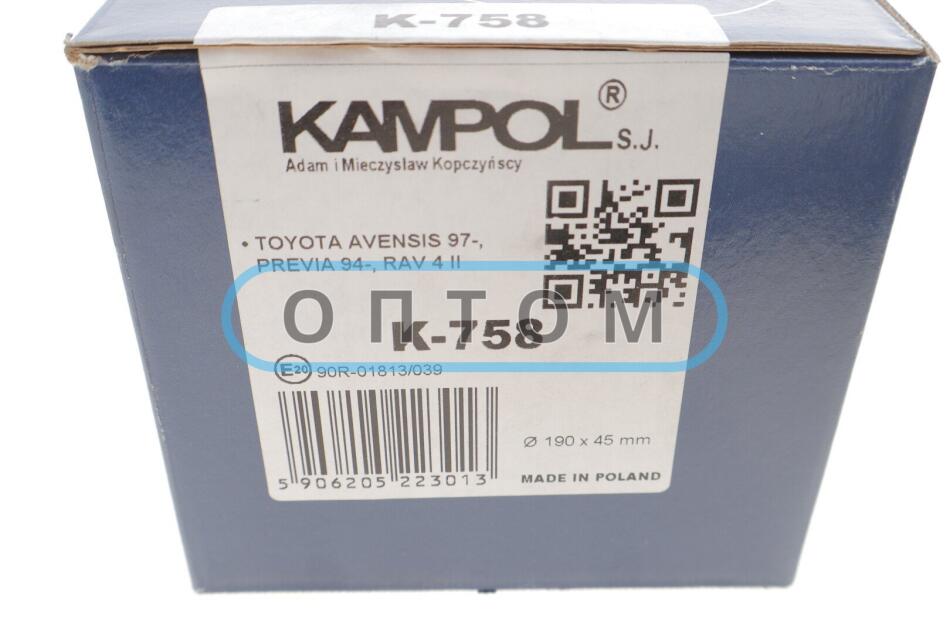 K-758
KAMPOL® S.J.
Adam i Mieczysław Kopczyńscy
• TOYOTA AVENSIS 97-,
PREVIA 94-, RAV 4 II
ОПТОМ
K-758
E20 90R-01813/039
Ø 190 x 45 mm
5 906205 223013
MADE IN POLAND